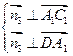 { n₂ ⊥ A₁C₁
n₂ ⊥ DA₁